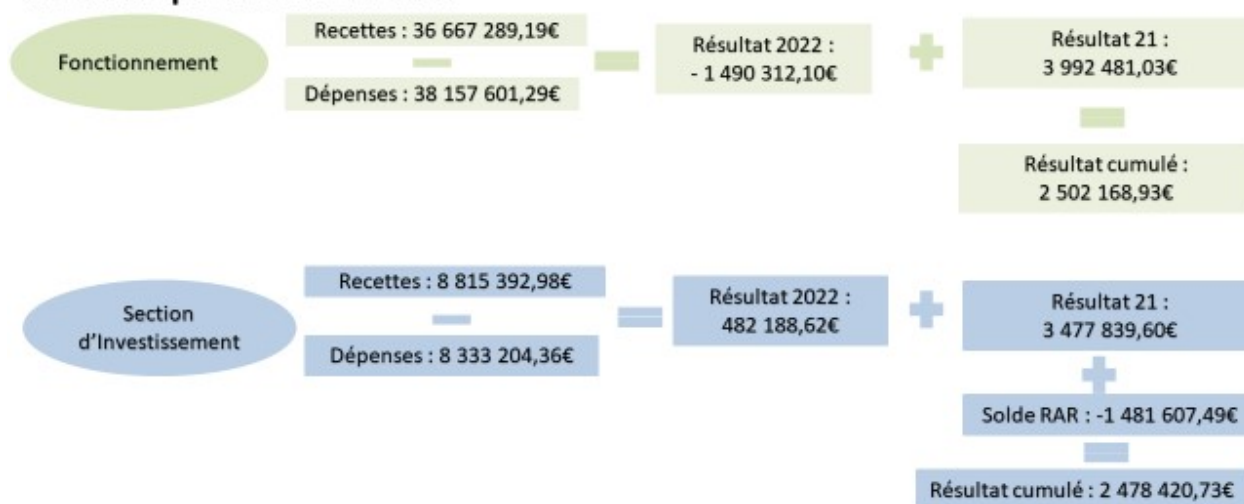 Fonctionnement
Recettes : 36 667 289,19€
Dépenses : 38 157 601,29€
Résultat 2022 :
- 1 490 312,10€
Résultat 21 :
3 992 481,03€
Résultat cumulé :
2 502 168,93€
Section
d'Investissement
Recettes : 8 815 392,98€
Dépenses : 8 333 204,36€
Résultat 2022 :
482 188,62€
Résultat 21 :
3 477 839,60€
Solde RAR : -1 481 607,49€
Résultat cumulé : 2 478 420,73€